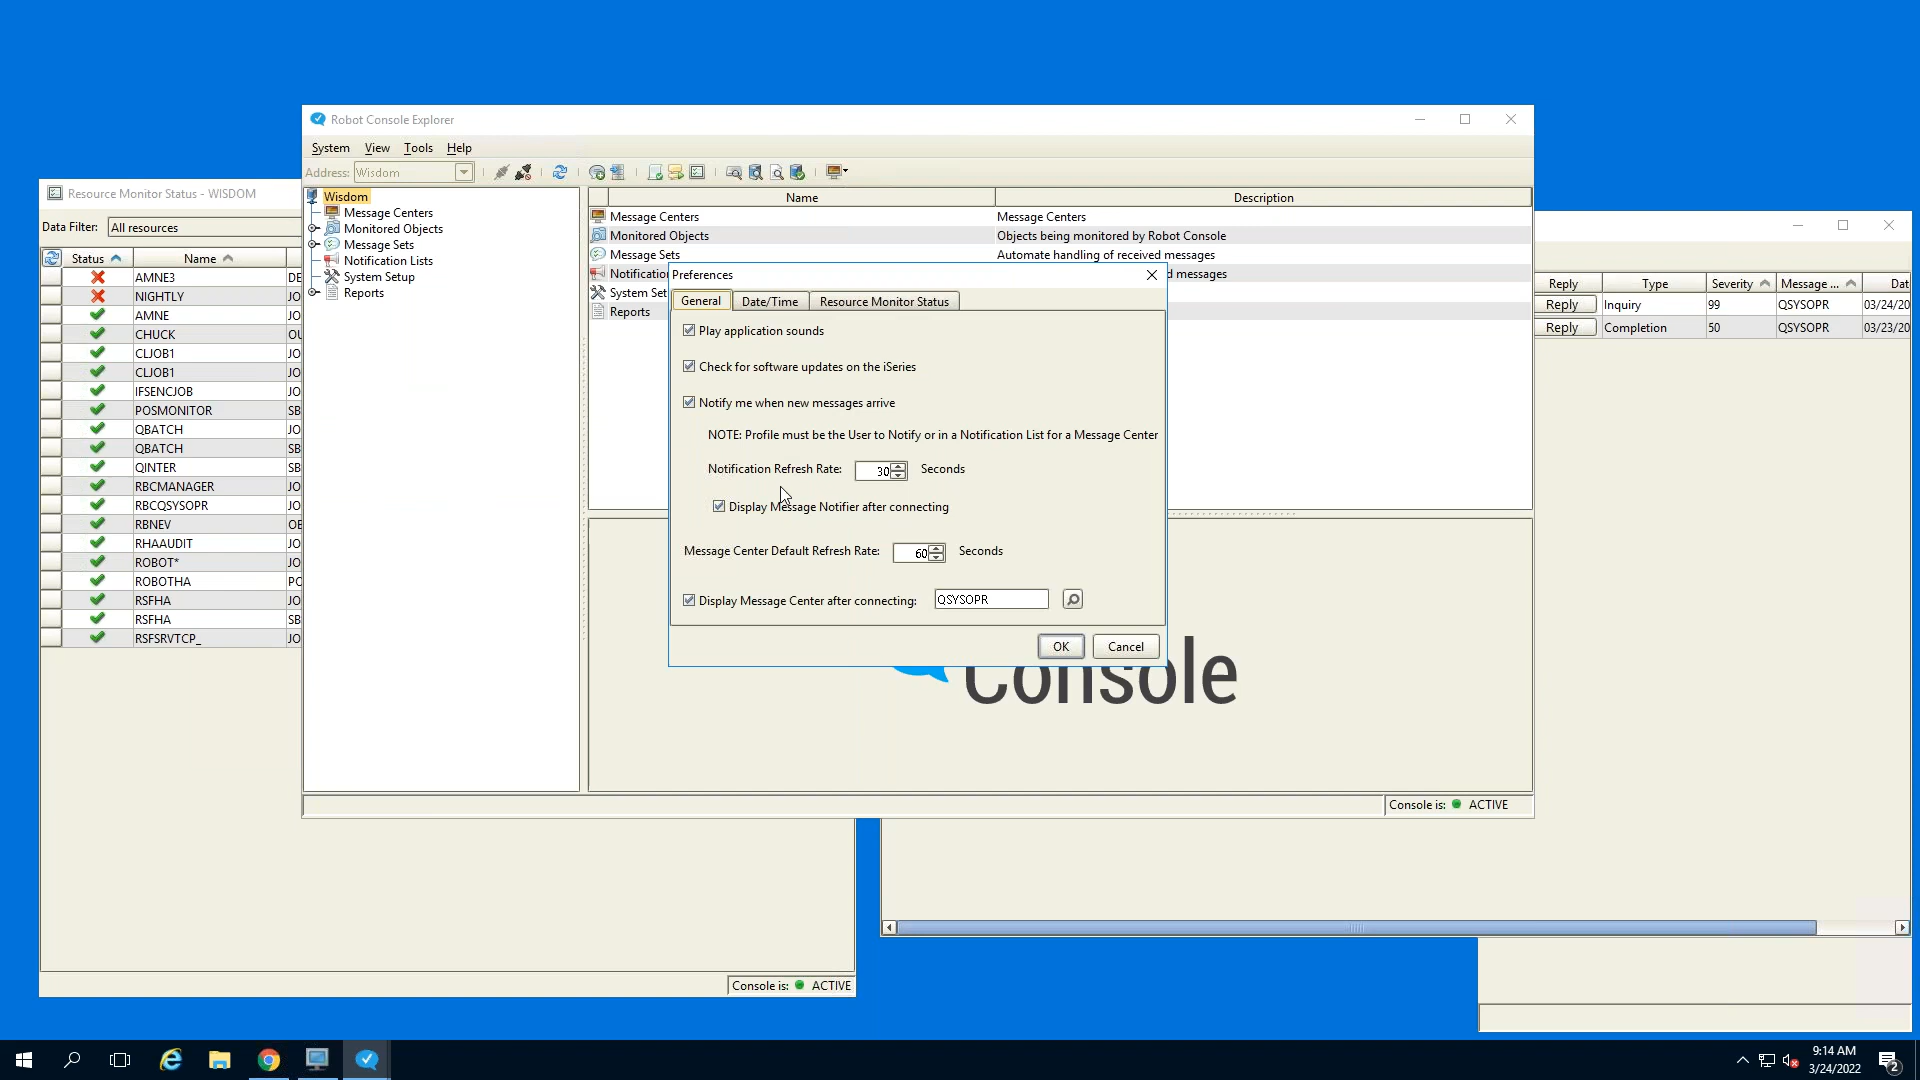 Robot Console Explorer
System View Tools Help
Address: Wisdom
Wisdom
Message Centers
Monitored Objects
Message Sets
Notification Lists
System Setup
Reports
Name Description
Message Centers Message Centers
Monitored Objects Objects being monitored by Robot Console
Message Sets Automate handling of received messages
Notification d messages
System Set
Reports
Console
Console is: ACTIVE
Preferences
General Date/Time Resource Monitor Status
Play application sounds
Check for software updates on the iSeries
Notify me when new messages arrive
NOTE: Profile must be the User to Notify or in a Notification List for a Message Center
Notification Refresh Rate: 30 Seconds
Display Message Notifier after connecting
Message Center Default Refresh Rate: 60 Seconds
Display Message Center after connecting: QSYSOPR
OK Cancel
Resource Monitor Status - WISDOM
Data Filter: All resources
Status Name
AMNE3 DE
NIGHTLY JO
AMNE JO
CHUCK OU
CLJOB1 JO
CLJOB1 JO
IFSENCJOB JO
POSMONITOR SB
QBATCH JO
QBATCH SB
QINTER SB
RBCMANAGER JO
RBCQSYSOPR JO
RBNEV OE
RHAAUDIT JO
ROBOT* JO
ROBOTHA PO
RSFHA JO
RSFHA SB
RSFSRVTCP_ JO
Console is: ACTIVE
Reply Type Severity Message ... Dat
Reply Inquiry 99 QSYSOPR 03/24/20
Reply Completion 50 QSYSOPR 03/23/20
9:14 AM
3/24/2022
2